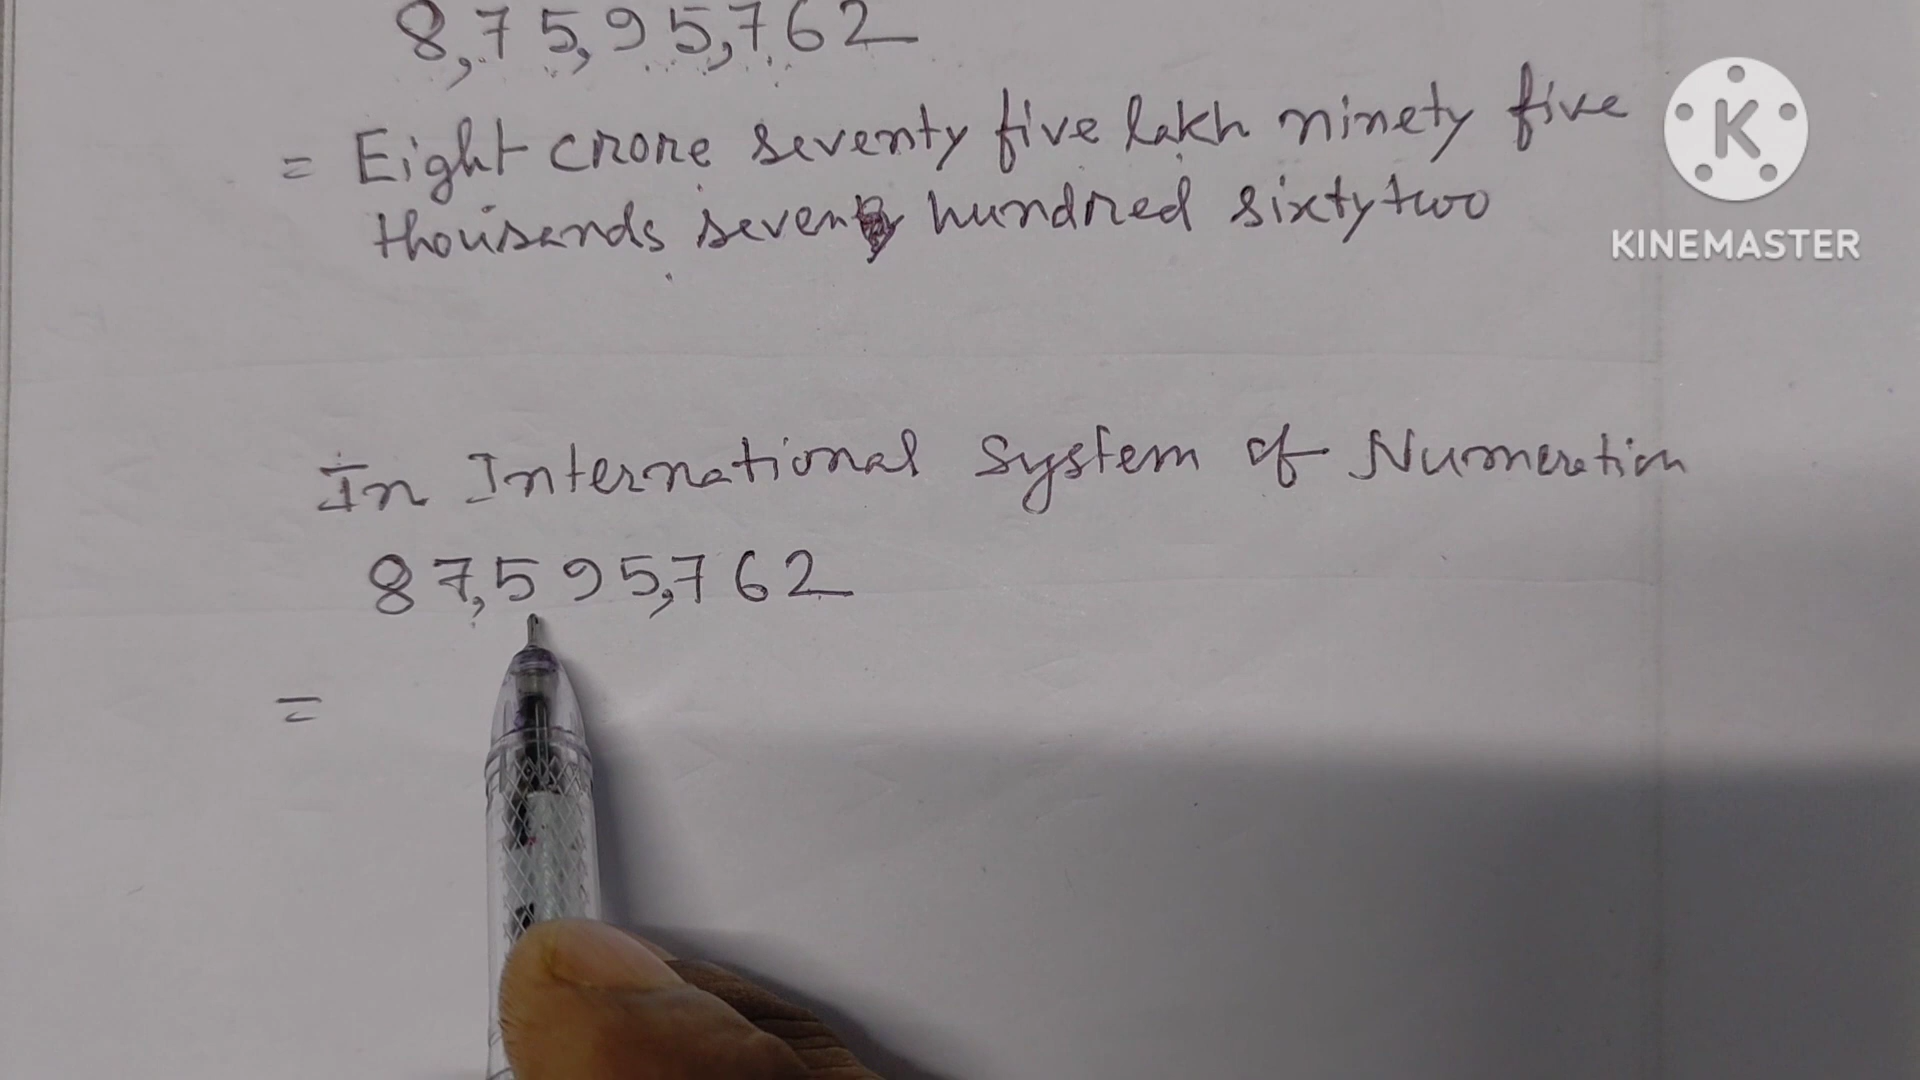 8,75,95,762
= Eight crore seventy five lakh ninety five
thousands seven hundred sixty two
KINEMASTER
In International System of Numeration
87,595,762
=